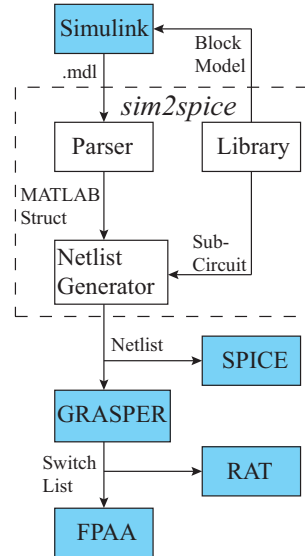 Simulink
.mdl
Block
Model
sim2spice
Parser
Library
MATLAB
Struct
Sub-
Circuit
Netlist
Generator
Netlist
SPICE
GRASPER
Switch
List
RAT
FPAA